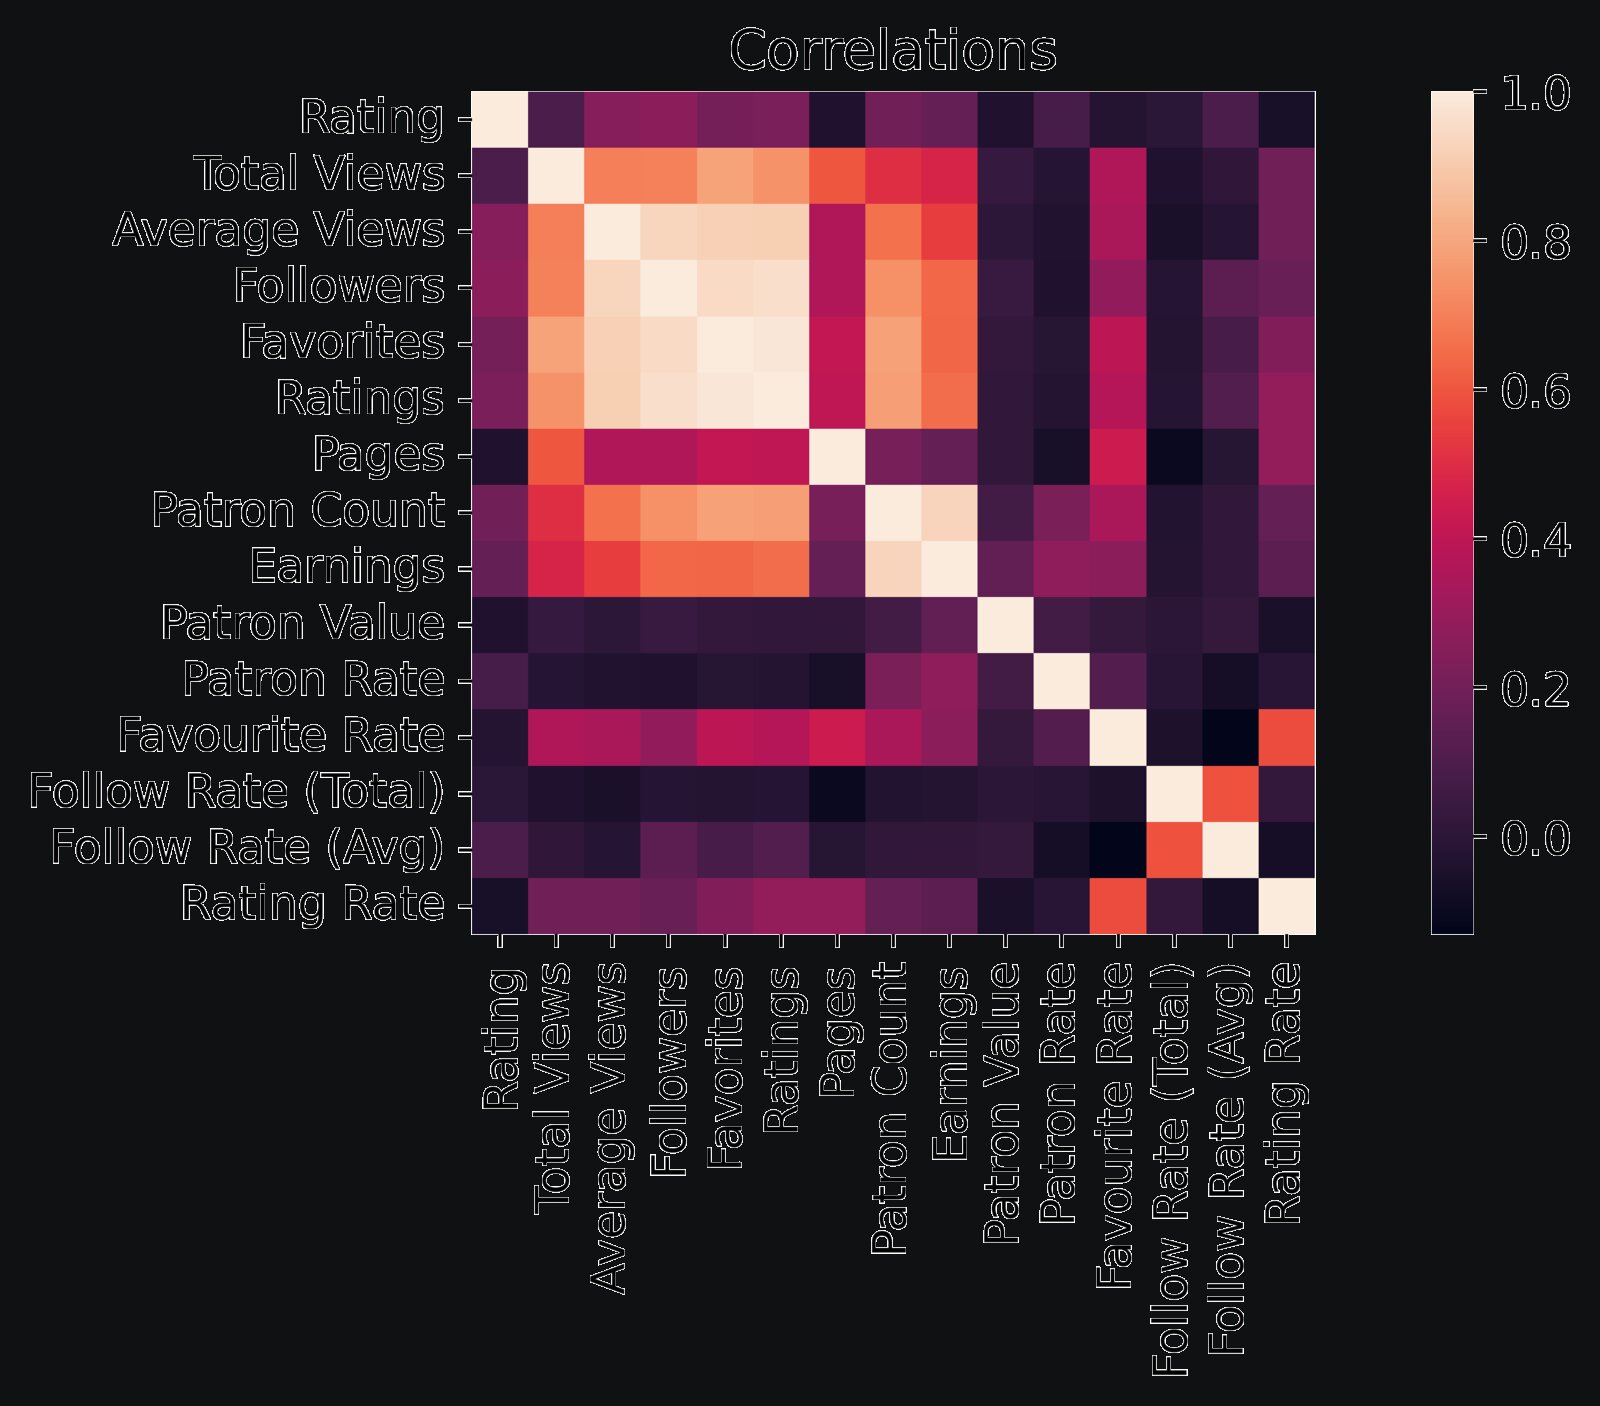 Correlations
Rating
Total Views
Average Views
Followers
Favorites
Ratings
Pages
Patron Count
Earnings
Patron Value
Patron Rate
Favourite Rate
Follow Rate (Total)
Follow Rate (Avg)
Rating Rate
1.0
0.8
0.6
0.4
0.2
0.0
Rating
Total Views
Average Views
Followers
Favorites
Ratings
Pages
Patron Count
Earnings
Patron Value
Patron Rate
Favourite Rate
Follow Rate (Total)
Follow Rate (Avg)
Rating Rate